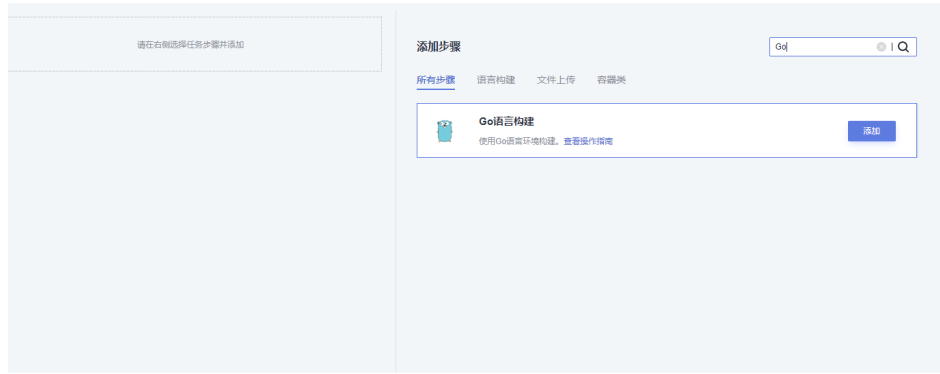 请在右侧选择任务步骤并添加
添加步骤
Go
所有步骤 语言构建 文件上传 容器类
Go语言构建
使用Go语言环境构建。查看操作指南
添加